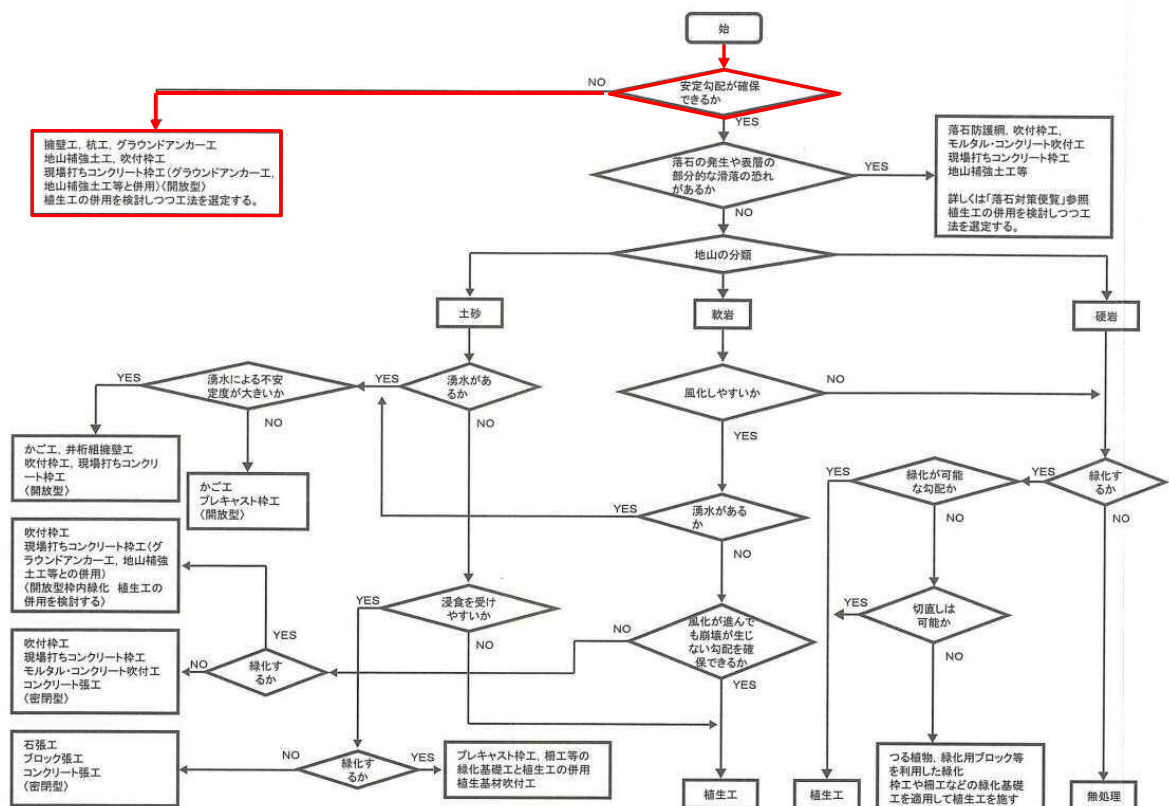 始
安定勾配が確保
できるか
NO
YES
擁壁工, 杭工, グラウンドアンカー工
地山補強土工, 吹付枠工
現場打ちコンクリート枠工(グラウンドアンカー工,
地山補強土工等と併用)〈開放型〉
植生工の併用を検討しつつ工法を選定する。
落石の発生や表層の
部分的な滑落の恐れ
があるか
YES
NO
落石防護網, 吹付枠工,
モルタル・コンクリート吹付工
現場打ちコンクリート枠工
地山補強土工等
詳しくは「落石対策便覧」参照
植生工の併用を検討しつつ工
法を選定する。
地山の分類
土砂
軟岩
硬岩
湧水があ
るか
YES
NO
湧水による不安
定度が大きいか
YES
NO
風化しやすいか
NO
YES
かご工, 井桁組擁壁工
吹付枠工, 現場打ちコンクリ
ート枠工
〈開放型〉
かご工
プレキャスト枠工
〈開放型〉
湧水がある
か
YES
NO
緑化が可能
な勾配か
YES
NO
緑化す
るか
YES
NO
吹付枠工
現場打ちコンクリート枠工(グ
ラウンドアンカー工, 地山補強
土工等との併用)
〈開放型枠内緑化 植生工の
併用を検討する〉
浸食を受け
やすいか
YES
NO
風化が進んで
も崩壊が生じ
ない勾配を確
保できるか
NO
YES
切直しは
可能か
YES
NO
吹付枠工
現場打ちコンクリート枠工
モルタル・コンクリート吹付工
コンクリート張工
〈密閉型〉
緑化す
るか
YES
NO
石張工
ブロック張工
コンクリート張工
〈密閉型〉
緑化す
るか
NO
YES
プレキャスト枠工, 柵工等の
緑化基礎工と植生工の併用
植生基材吹付工
植生工
植生工
つる植物, 緑化用ブロック等
を利用した緑化
枠工や柵工などの緑化基礎
工を適用して植生工を施す
無処理